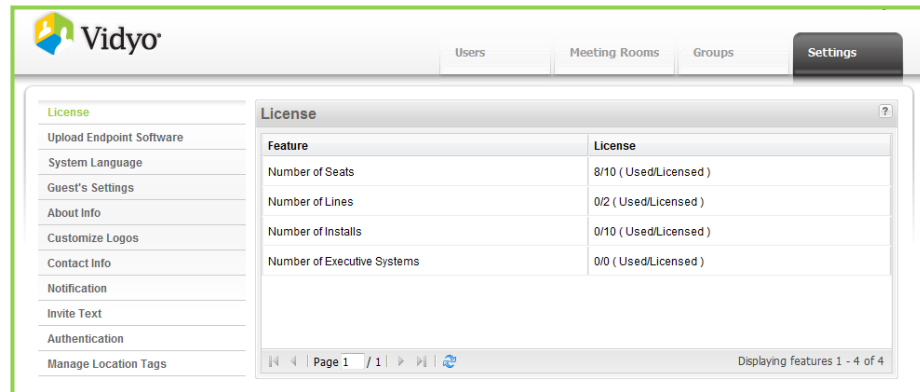 Vidyo
Users Meeting Rooms Groups Settings
License
Upload Endpoint Software
System Language
Guest's Settings
About Info
Customize Logos
Contact Info
Notification
Invite Text
Authentication
Manage Location Tags
License ?
Feature License
Number of Seats 8/10 ( Used/Licensed )
Number of Lines 0/2 ( Used/Licensed )
Number of Installs 0/10 ( Used/Licensed )
Number of Executive Systems 0/0 ( Used/Licensed )
Page 1 / 1 Displaying features 1 - 4 of 4